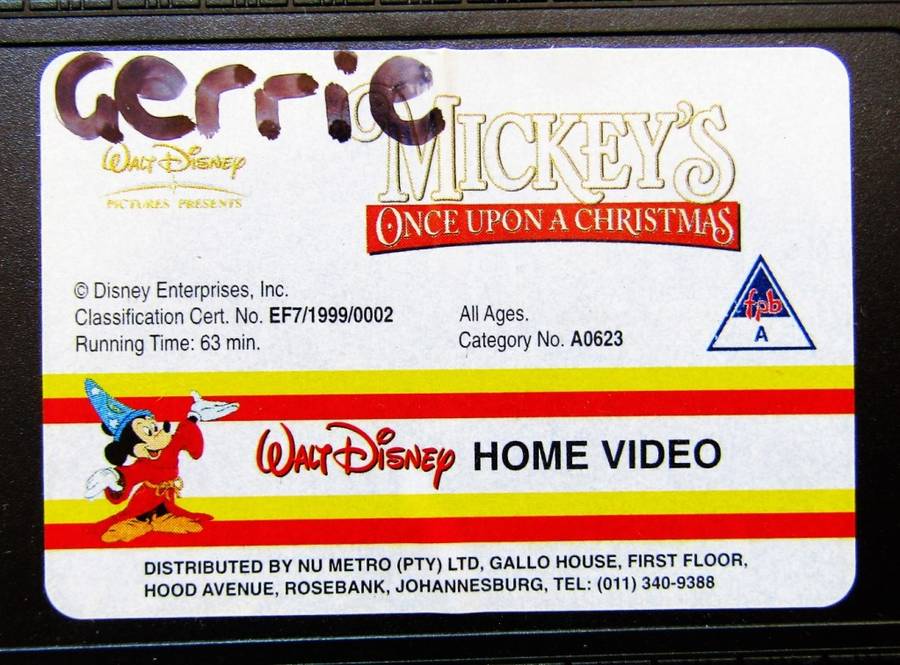 Gerrie
WALT DISNEY
PICTURES PRESENTS
MICKEY'S
ONCE UPON A CHRISTMAS
© Disney Enterprises, Inc.
Classification Cert. No. EF7/1999/0002
Running Time: 63 min.
All Ages.
Category No. A0623
fpb
A
WALT DISNEY HOME VIDEO
DISTRIBUTED BY NU METRO (PTY) LTD, GALLO HOUSE, FIRST FLOOR,
HOOD AVENUE, ROSEBANK, JOHANNESBURG, TEL: (011) 340-9388